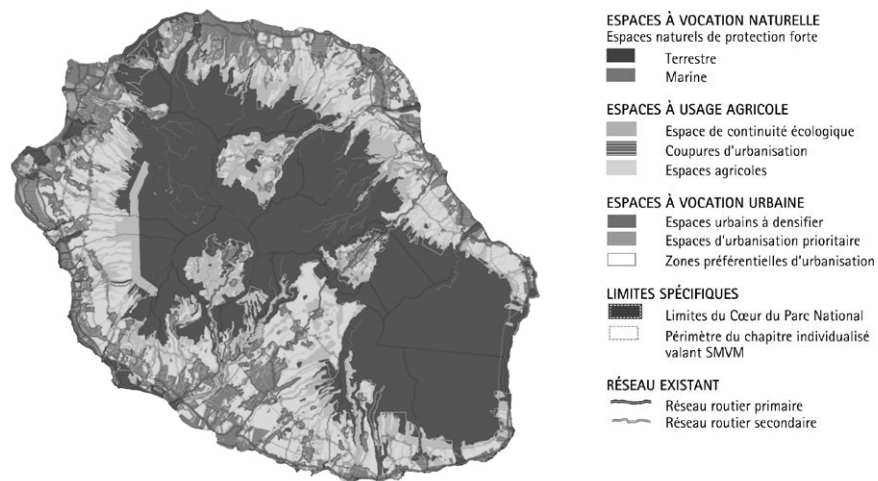 ESPACES À VOCATION NATURELLE
Espaces naturels de protection forte
Terrestre
Marine
ESPACES À USAGE AGRICOLE
Espace de continuité écologique
Coupures d'urbanisation
Espaces agricoles
ESPACES À VOCATION URBAINE
Espaces urbains à densifier
Espaces d'urbanisation prioritaire
Zones préférentielles d'urbanisation
LIMITES SPÉCIFIQUES
Limites du Cœur du Parc National
Périmètre du chapitre individualisé
valant SMVM
RÉSEAU EXISTANT
Réseau routier primaire
Réseau routier secondaire